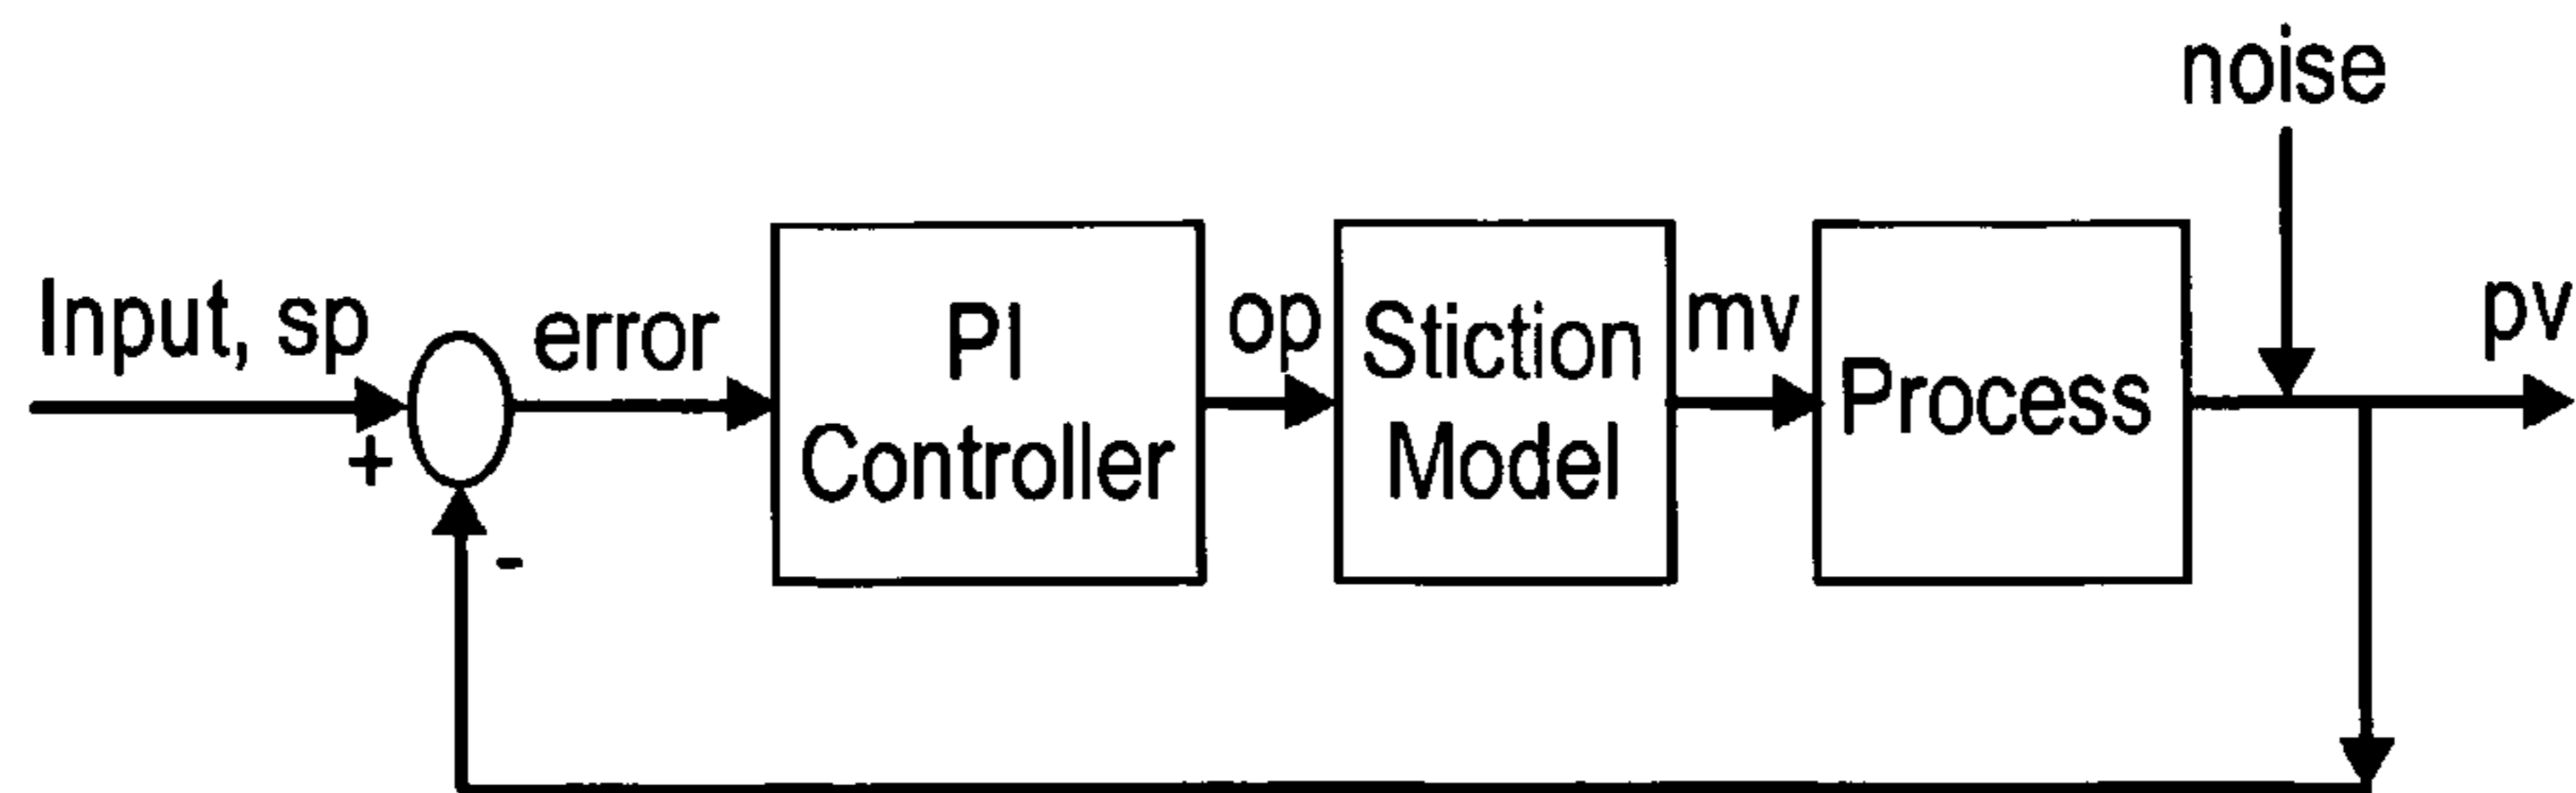 noise
Input, sp
error
PI
Controller
op
Stiction
Model
mv
Process
pv
+
-